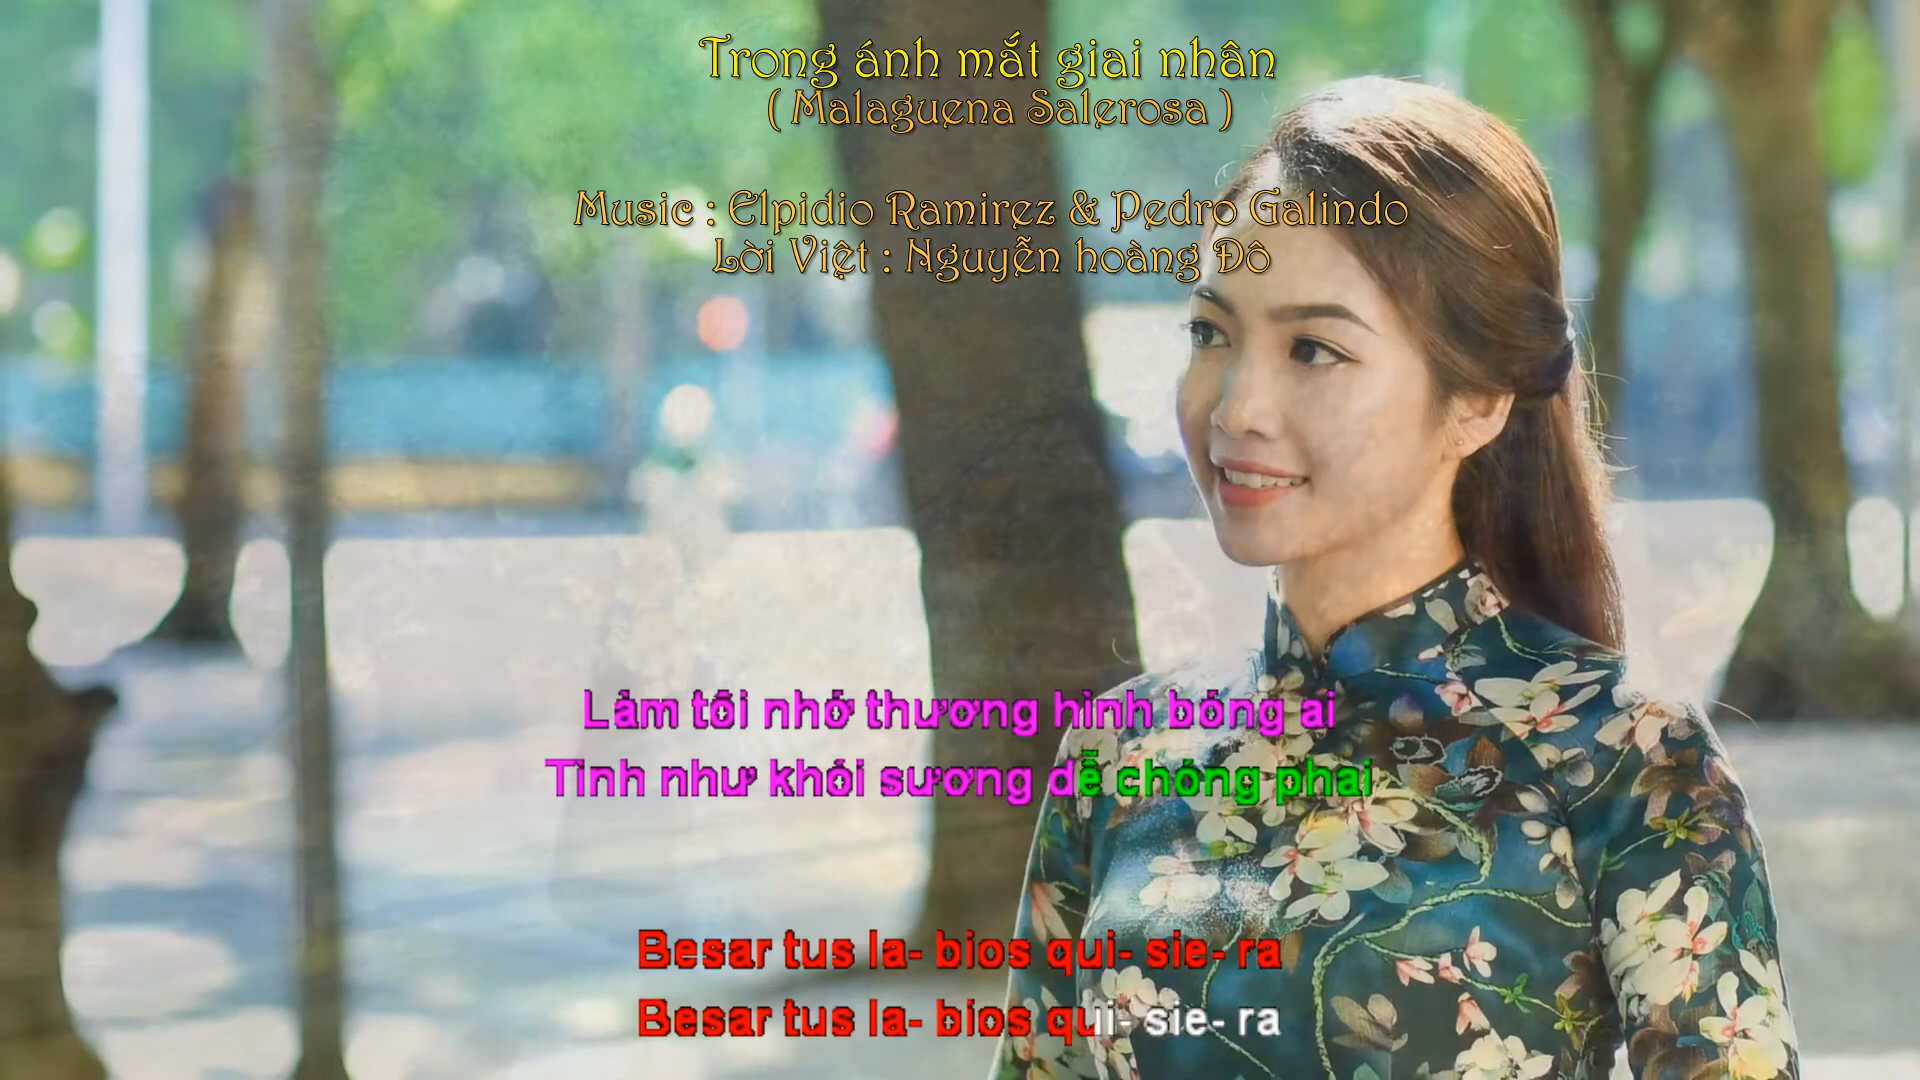 Trong ánh mắt giai nhân
( Malaguena Salerosa )
Music : Elpidio Ramirez & Pedro Galindo
Lời Việt : Nguyễn hoàng Đô
Làm tôi nhớ thương hình bóng ai
Tình như khói sương dễ chóng phai
Besar tus la- bios qui- sie- ra
Besar tus la- bios qui- sie- ra